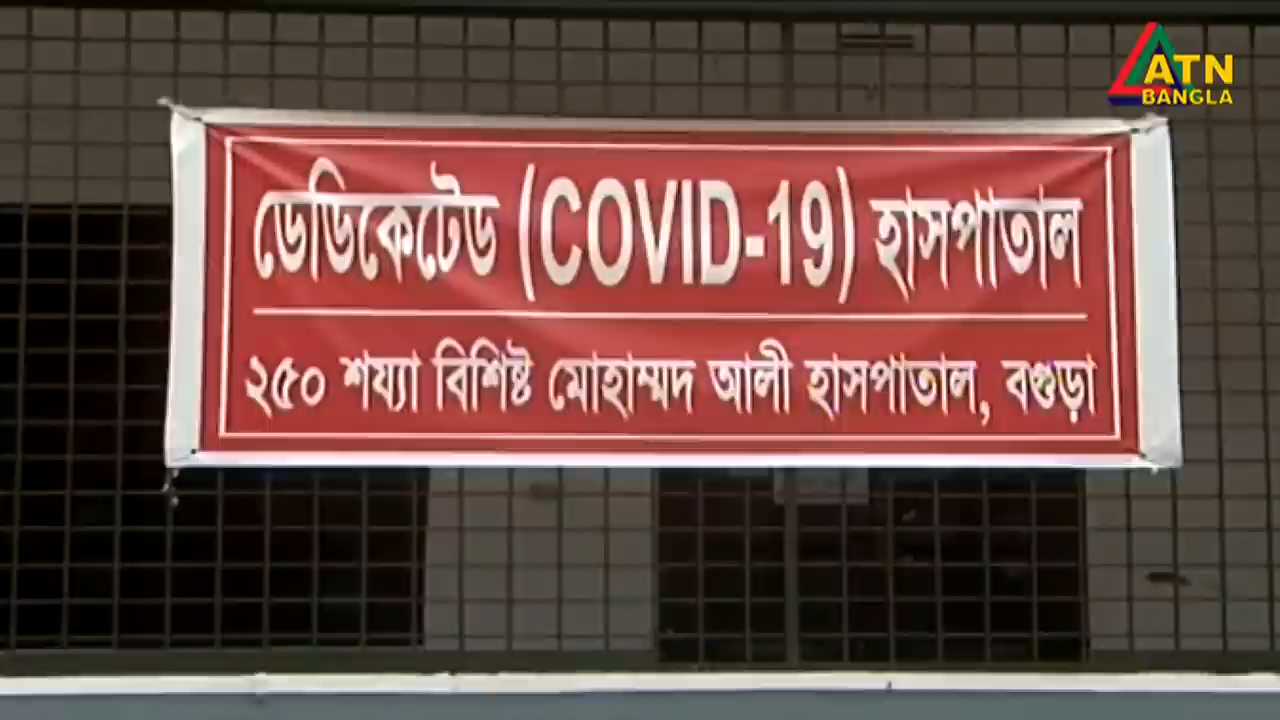 ATN
BANGLA
ডেডিকেটেড (COVID-19) হাসপাতাল
২৫০ শয্যা বিশিষ্ট মোহাম্মদ আলী হাসপাতাল, বগুড়া